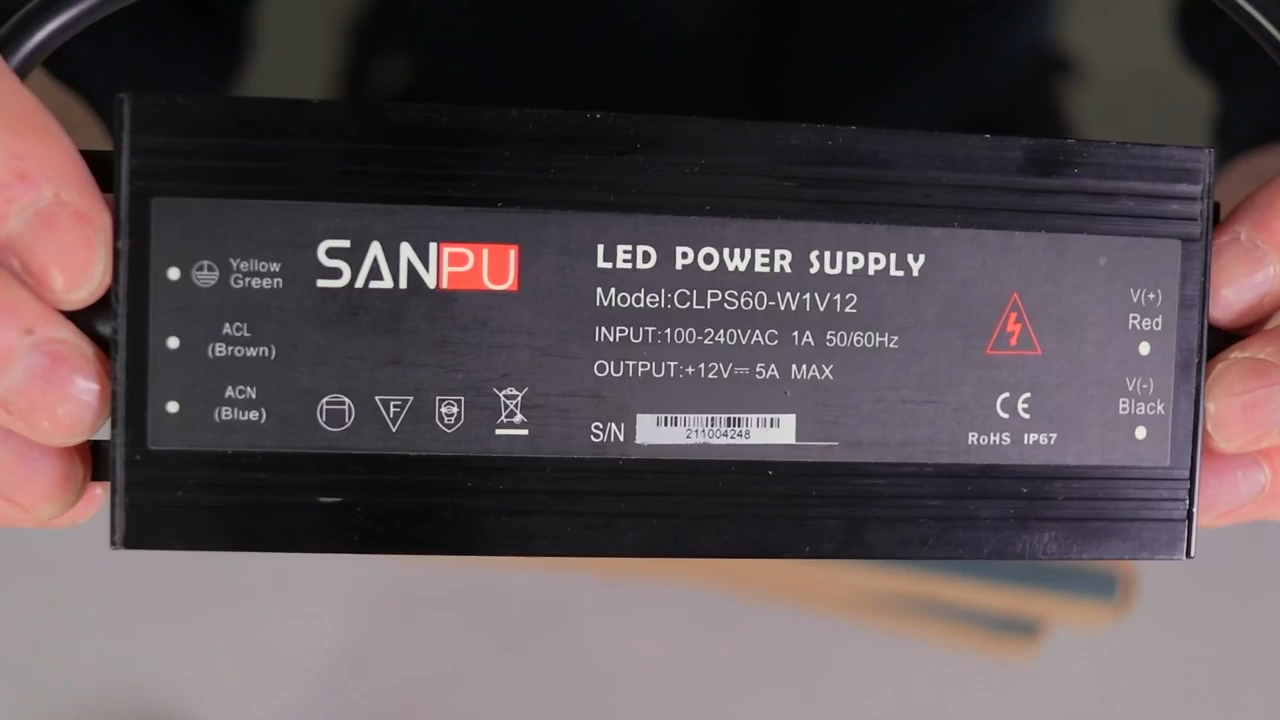 Yellow
Green
ACL
(Brown)
ACN
(Blue)
SANPU
F
LED POWER SUPPLY
Model:CLPS60-W1V12
INPUT:100-240VAC 1A 50/60Hz
OUTPUT:+12V⎓5A MAX
S/N
211004248
CE
RoHS IP67
V(+)
Red
V(-)
Black